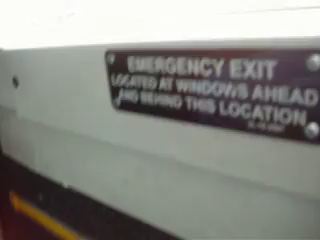 EMERGENCY EXIT
LOCATED AT WINDOWS AHEAD
AND BEHIND THIS LOCATION